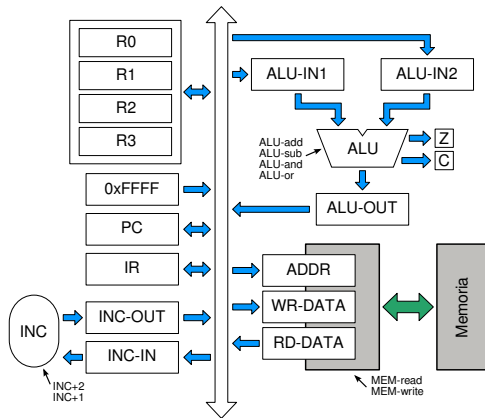 R0
R1
R2
R3
ALU-IN1
ALU-IN2
ALU-add
ALU-sub
ALU-and
ALU-or
ALU
Z
C
0xFFFF
ALU-OUT
PC
IR
ADDR
INC
INC-OUT
WR-DATA
INC-IN
RD-DATA
Memoria
INC+2
INC+1
MEM-read
MEM-write